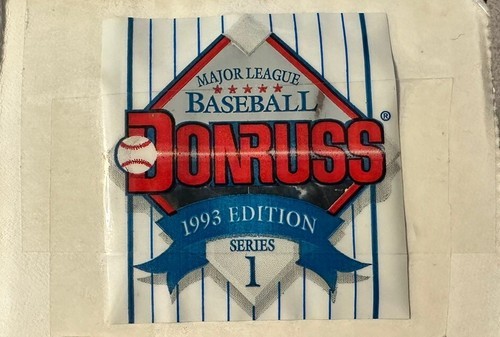 MAJOR LEAGUE
BASEBALL
DONRUSS®
1993 EDITION
SERIES
1